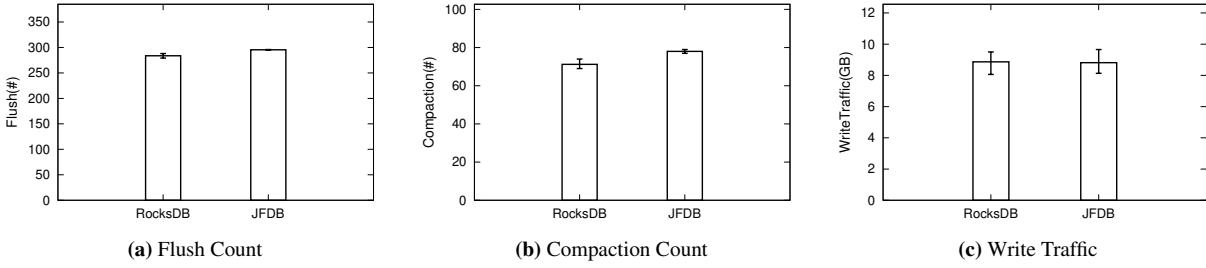 350
300
250
200
150
100
50
0
Flush(#)
RocksDB JFDB
(a) Flush Count
100
80
60
40
20
0
Compaction(#)
RocksDB JFDB
(b) Compaction Count
12
10
8
6
4
2
0
WriteTraffic(GB)
RocksDB JFDB
(c) Write Traffic